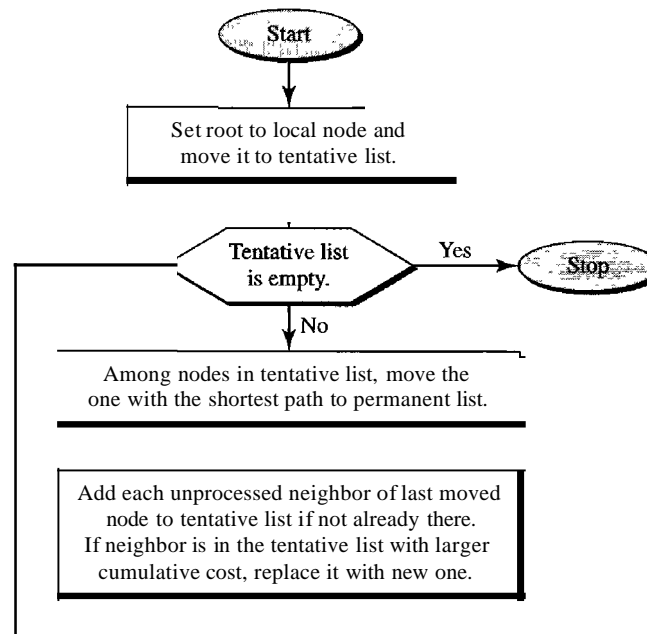 Start
Set root to local node and
move it to tentative list.
Tentative list
is empty.
Yes
Stop
No
Among nodes in tentative list, move the
one with the shortest path to permanent list.
Add each unprocessed neighbor of last moved
node to tentative list if not already there.
If neighbor is in the tentative list with larger
cumulative cost, replace it with new one.